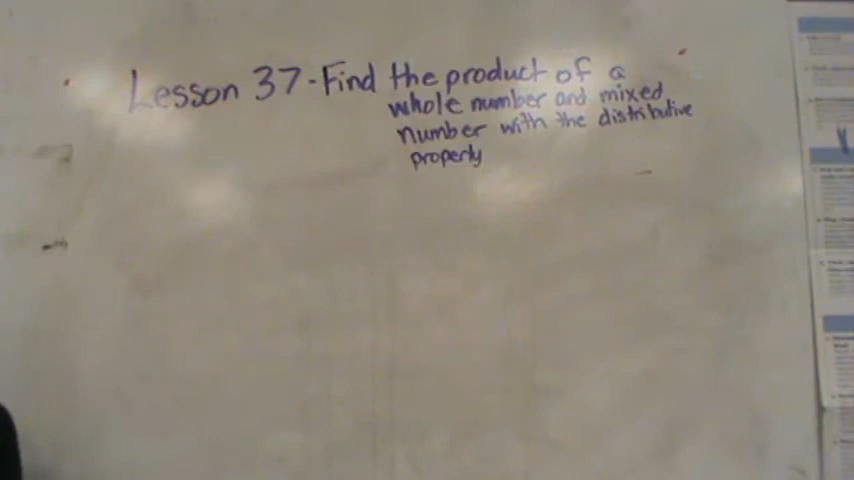 Lesson 37-Find the product of a
whole number and mixed
number with the distributive
property